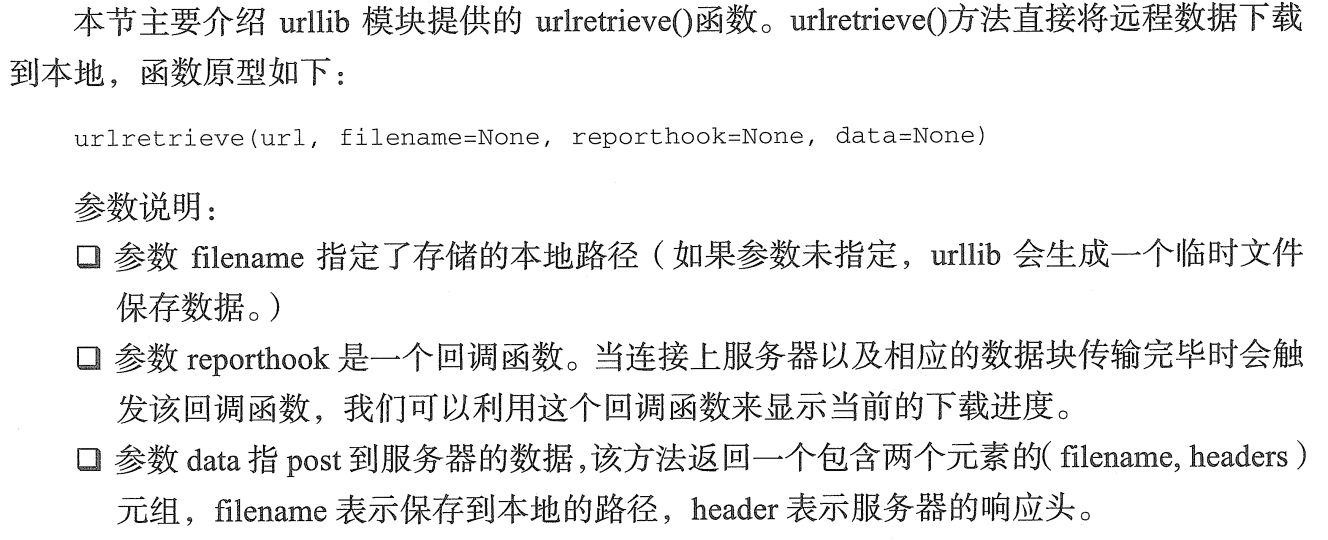 本节主要介绍 urllib 模块提供的 urlretrieve()函数。urlretrieve()方法直接将远程数据下载
到本地，函数原型如下：
urlretrieve(url, filename=None, reporthook=None, data=None)
参数说明：
❑ 参数 filename 指定了存储的本地路径（如果参数未指定，urllib 会生成一个临时文件
保存数据。）
❑ 参数 reporthook 是一个回调函数。当连接上服务器以及相应的数据块传输完毕时会触
发该回调函数，我们可以利用这个回调函数来显示当前的下载进度。
❑ 参数 data 指 post 到服务器的数据,该方法返回一个包含两个元素的( filename, headers )
元组，filename 表示保存到本地的路径，header 表示服务器的响应头。